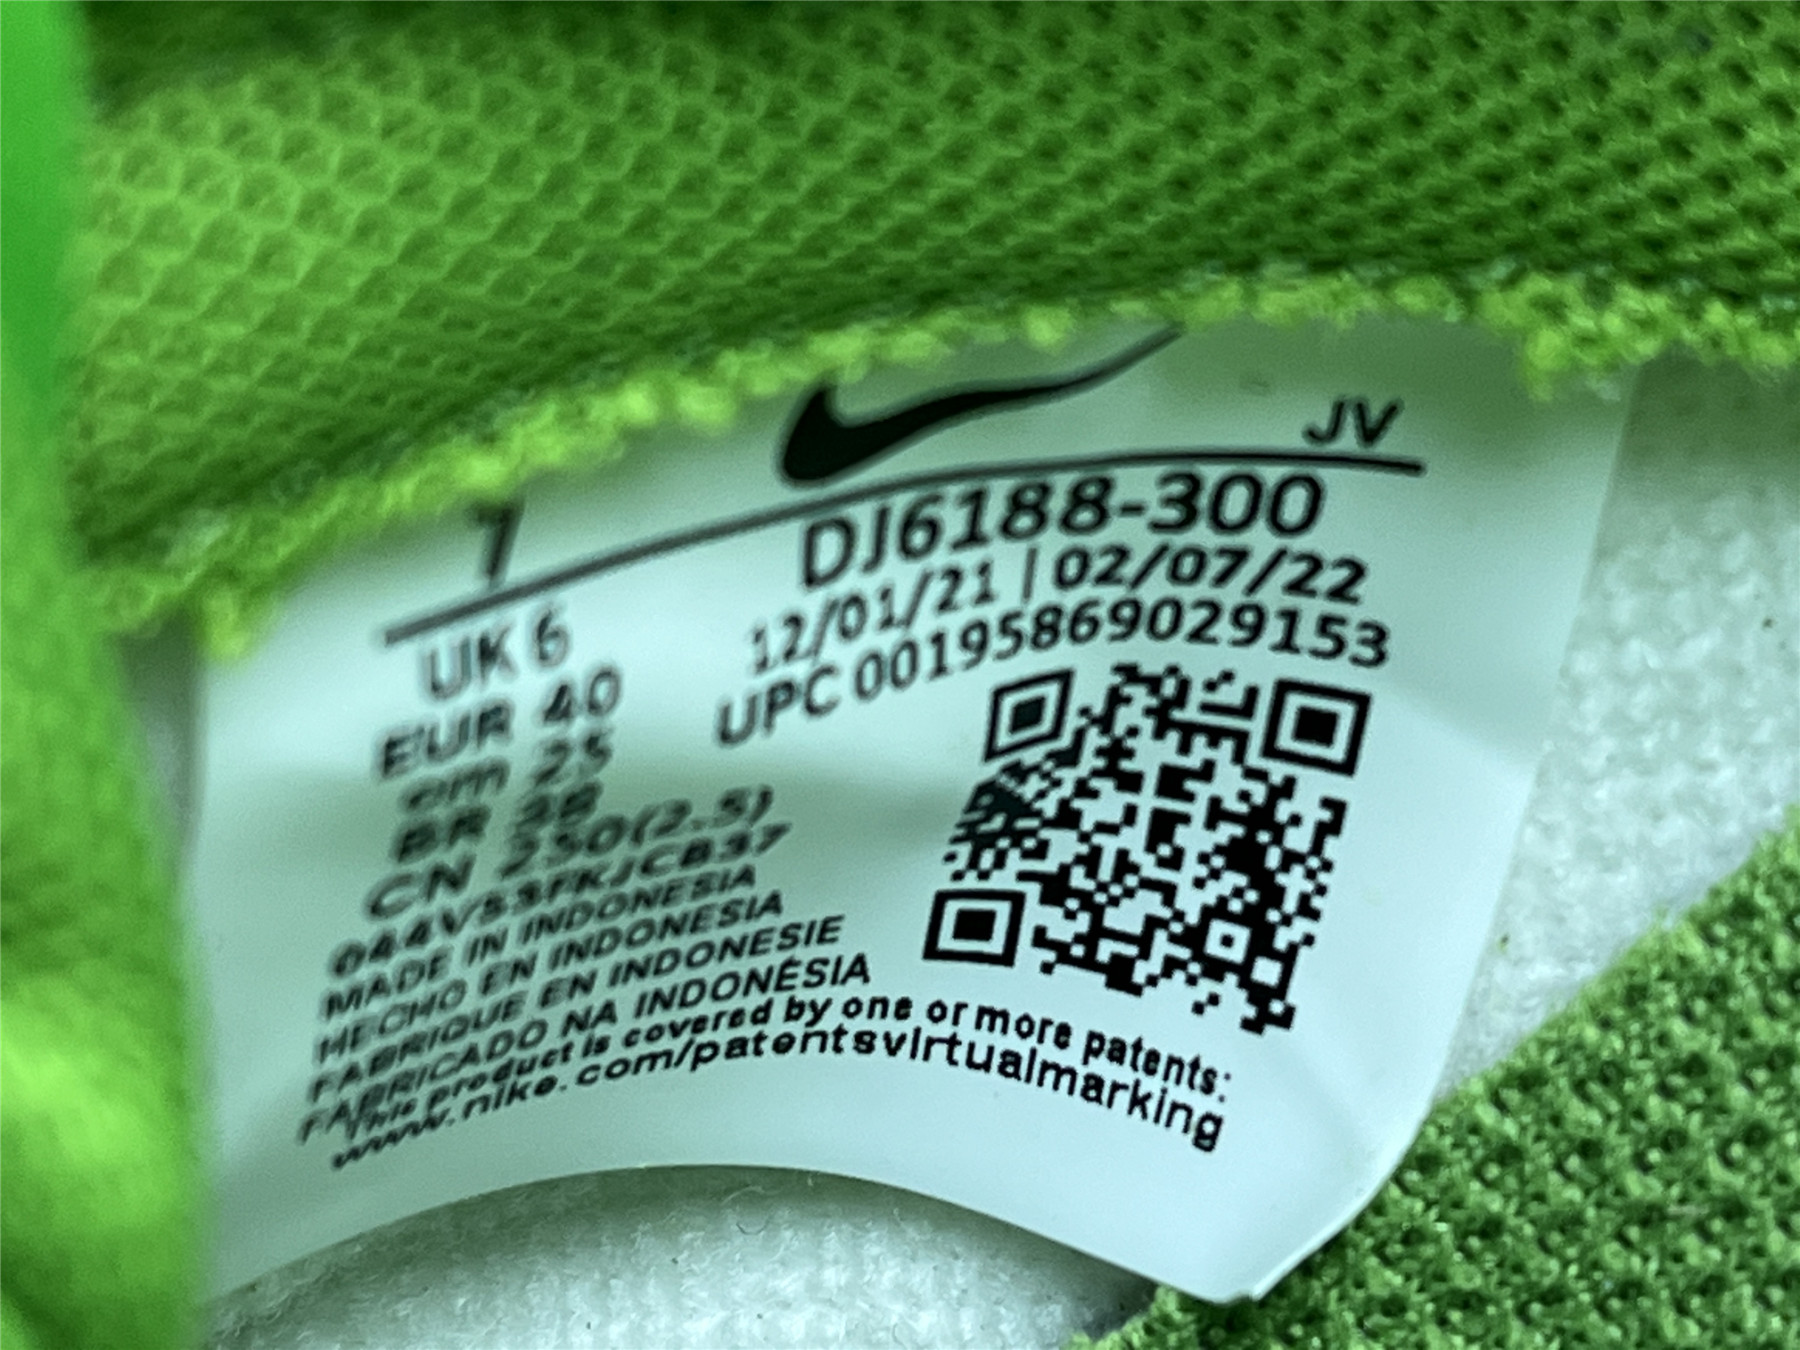 JV
7
DJ6188-300
12/01/21 | 02/07/22
UPC 00195869029153
UK 6
EUR 40
cm 25
BR 38
CN 250(2.5)
044VS3FKJCB37
MADE IN INDONESIA
HECHO EN INDONESIA
FABRIQUE EN INDONESIE
FABRICADO NA INDONÉSIA
This product is covered by one or more patents:
www.nike.com/patentsvirtualmarking